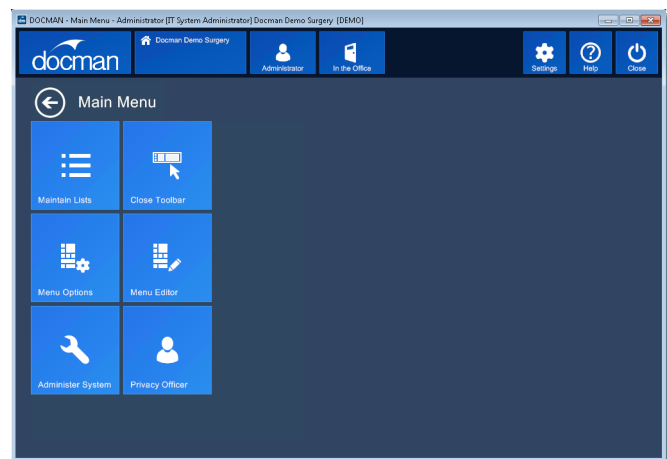 DOCMAN - Main Menu - Administrator [IT System Administrator] Docman Demo Surgery [DEMO]
docman
Docman Demo Surgery
Administrator
In the Office
Settings
Help
Close
Main Menu
Maintain Lists
Close Toolbar
Menu Options
Menu Editor
Administer System
Privacy Officer